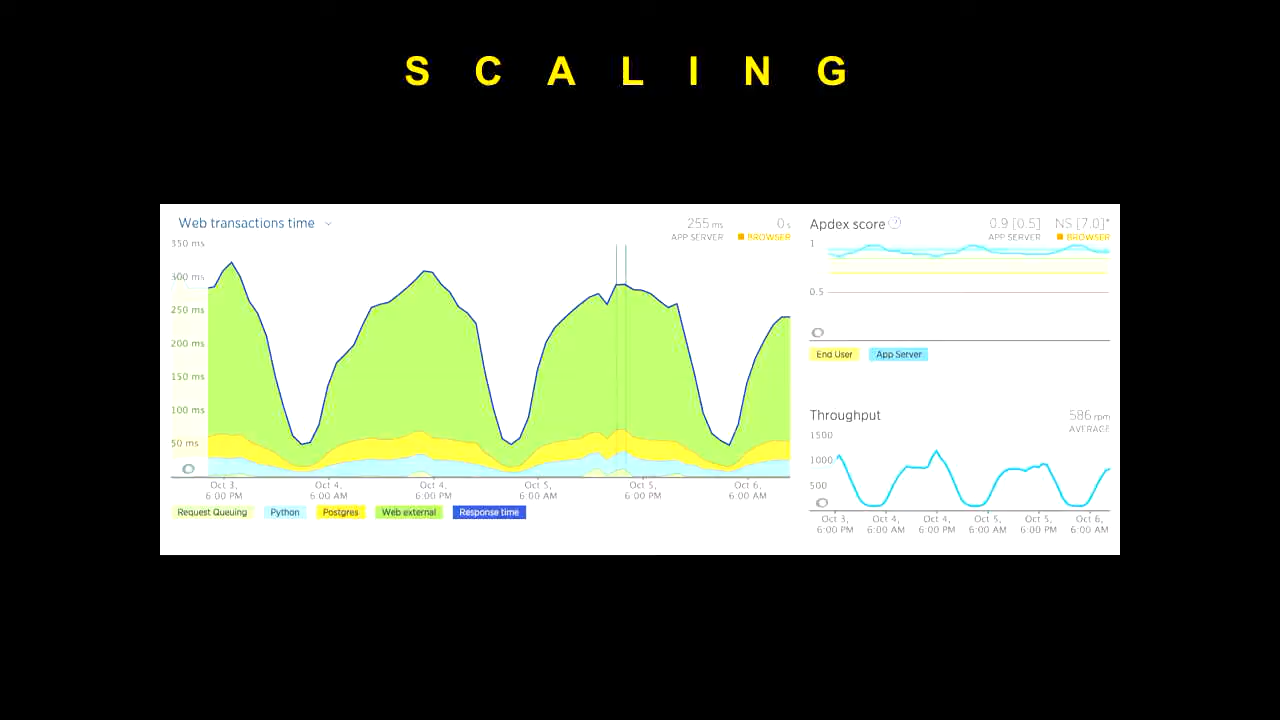 S C A L I N G
Web transactions time
255 ms
APP SERVER
0 s
BROWSER
350 ms
300 ms
250 ms
200 ms
150 ms
100 ms
50 ms
Oct 3,
6:00 PM
Oct 4,
6:00 AM
Oct 4,
6:00 PM
Oct 5,
6:00 AM
Oct 5,
6:00 PM
Oct 6,
6:00 AM
Request Queuing Python Postgres Web external Response time
Apdex score ?
0.9 [0.5]
APP SERVER
NS [7.0]*
BROWSER
1
0.5
End User App Server
Throughput
586 rpm
AVERAGE
1500
1000
500
Oct 3,
6:00 PM
Oct 4,
6:00 AM
Oct 4,
6:00 PM
Oct 5,
6:00 AM
Oct 5,
6:00 PM
Oct 6,
6:00 AM